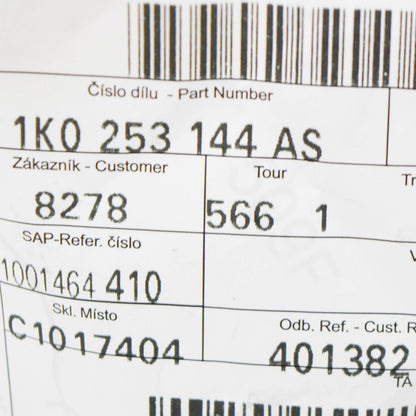 Číslo dílu - Part Number
1K0 253 144 AS
Zákazník - Customer
Tour
8278
566 1
SAP-Refer. číslo
1001464 410
Skl. Místo
Odb. Ref. - Cust.
C1017404
401382
TA